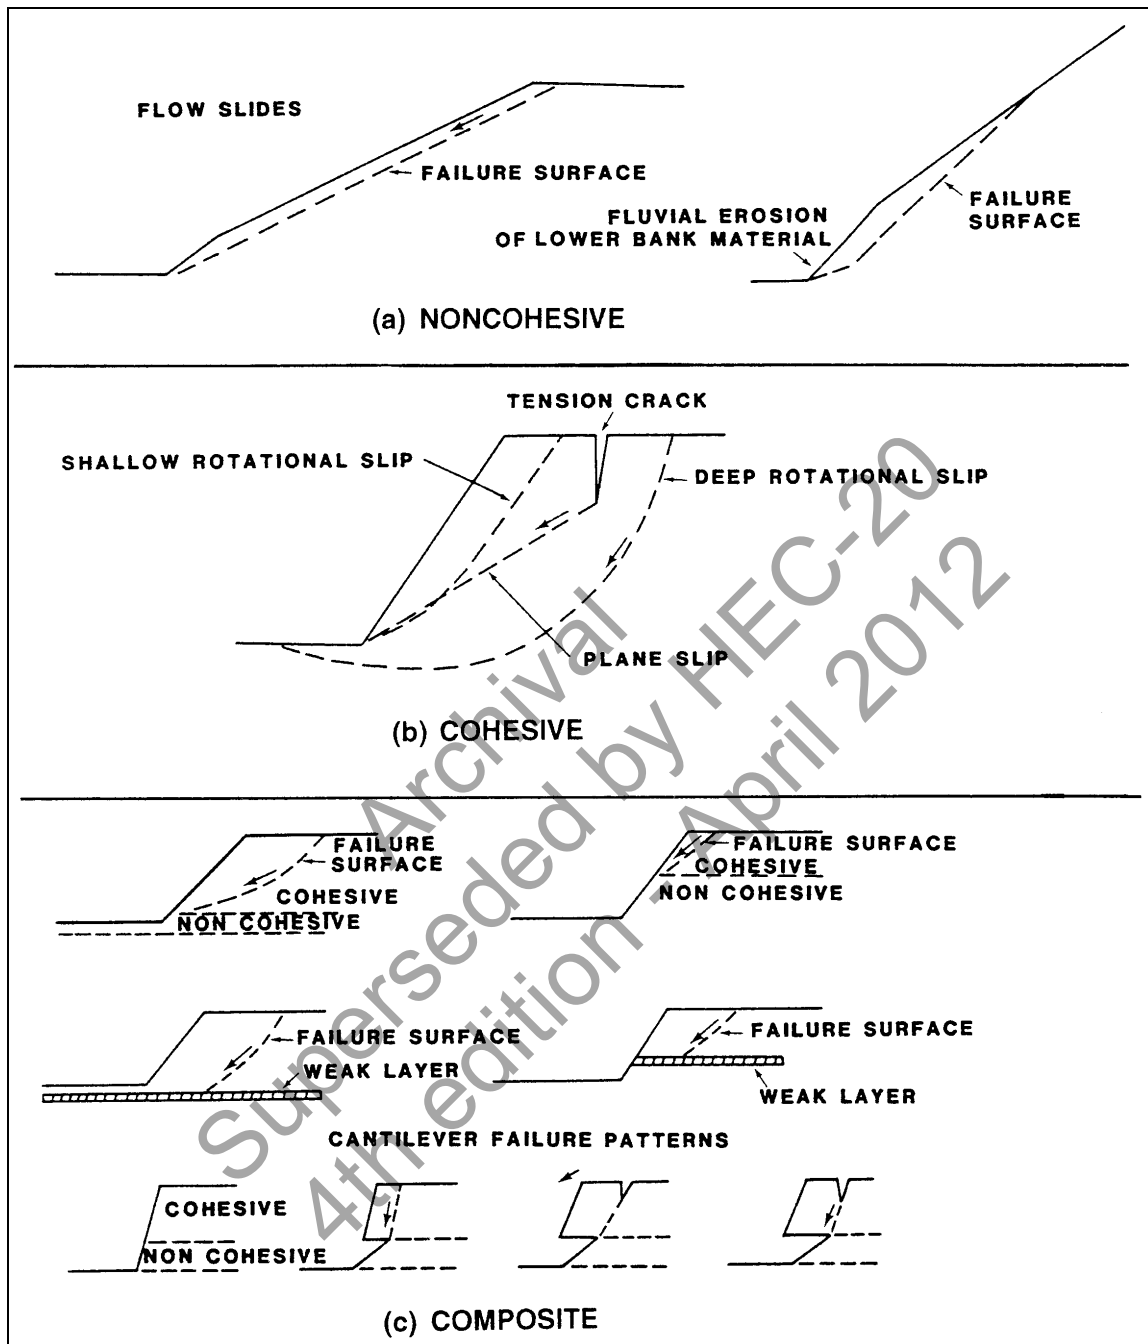 FLOW SLIDES
FAILURE SURFACE
FLUVIAL EROSION
OF LOWER BANK MATERIAL
FAILURE
SURFACE
(a) NONCOHESIVE
TENSION CRACK
SHALLOW ROTATIONAL SLIP
DEEP ROTATIONAL SLIP
PLANE SLIP
(b) COHESIVE
FAILURE
SURFACE
COHESIVE
NON COHESIVE
FAILURE SURFACE
COHESIVE
NON COHESIVE
FAILURE SURFACE
WEAK LAYER
FAILURE SURFACE
WEAK LAYER
CANTILEVER FAILURE PATTERNS
COHESIVE
NON COHESIVE
(c) COMPOSITE
Archival
Superseded by HEC-20
4th edition - April 2012